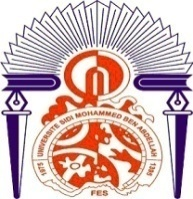 1975 UNIVERSITE SIDI MOHAMMED BEN ABDELLAH 1395
FES